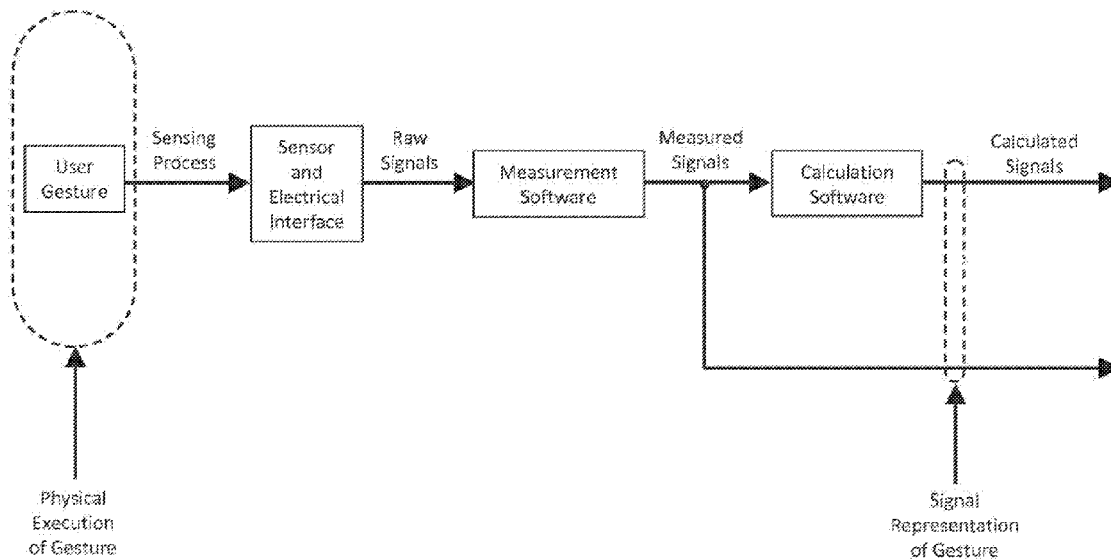 User
Gesture
Sensing
Process
Sensor
and
Electrical
Interface
Raw
Signals
Measurement
Software
Measured
Signals
Calculation
Software
Calculated
Signals
Physical
Execution
of Gesture
Signal
Representation
of Gesture